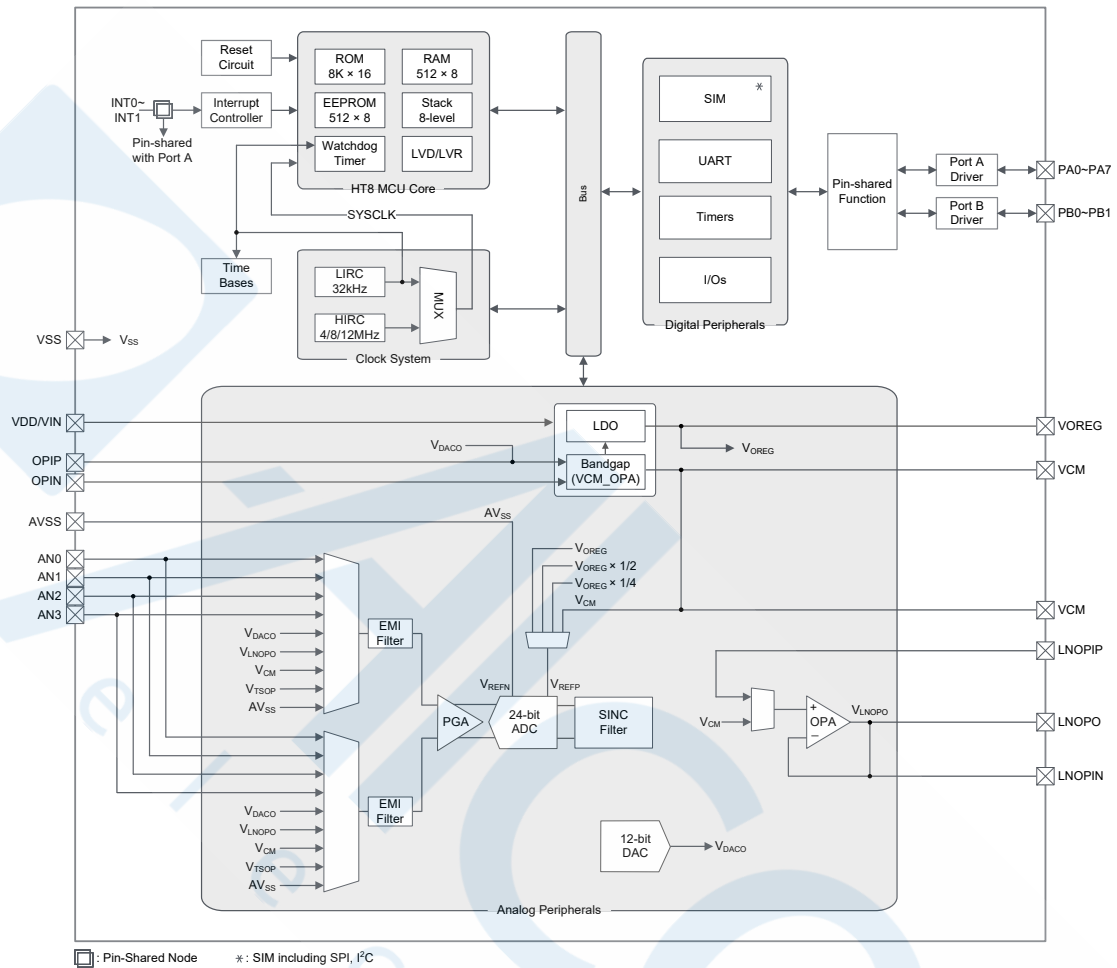 Reset
Circuit
ROM
8K × 16
RAM
512 × 8
INT0~
INT1
Interrupt
Controller
EEPROM
512 × 8
Stack
8-level
Pin-shared
with Port A
Watchdog
Timer
LVD/LVR
HT8 MCU Core
SYSCLK
Time
Bases
LIRC
32kHz
HIRC
4/8/12MHz
MUX
Clock System
Bus
SIM *
UART
Timers
I/Os
Digital Peripherals
Pin-shared
Function
Port A
Driver
Port B
Driver
PA0~PA7
PB0~PB1
VSS
VSS
VDD/VIN
OPIP
OPIN
AVSS
AN0
AN1
AN2
AN3
VDACO
LDO
Bandgap
(VCM_OPA)
VOREG
VOREG
VCM
AVSS
VOREG
VOREG × 1/2
VOREG × 1/4
VCM
VCM
VDACO
VLNOPO
VCM
VTSOP
AVSS
EMI
Filter
VREFN
VREFP
PGA
24-bit
ADC
SINC
Filter
VDACO
VLNOPO
VCM
VTSOP
AVSS
EMI
Filter
LNOPIP
VCM
+
OPA
−
VLNOPO
LNOPO
LNOPIN
12-bit
DAC
VDACO
Analog Peripherals
: Pin-Shared Node
* : SIM including SPI, I²C